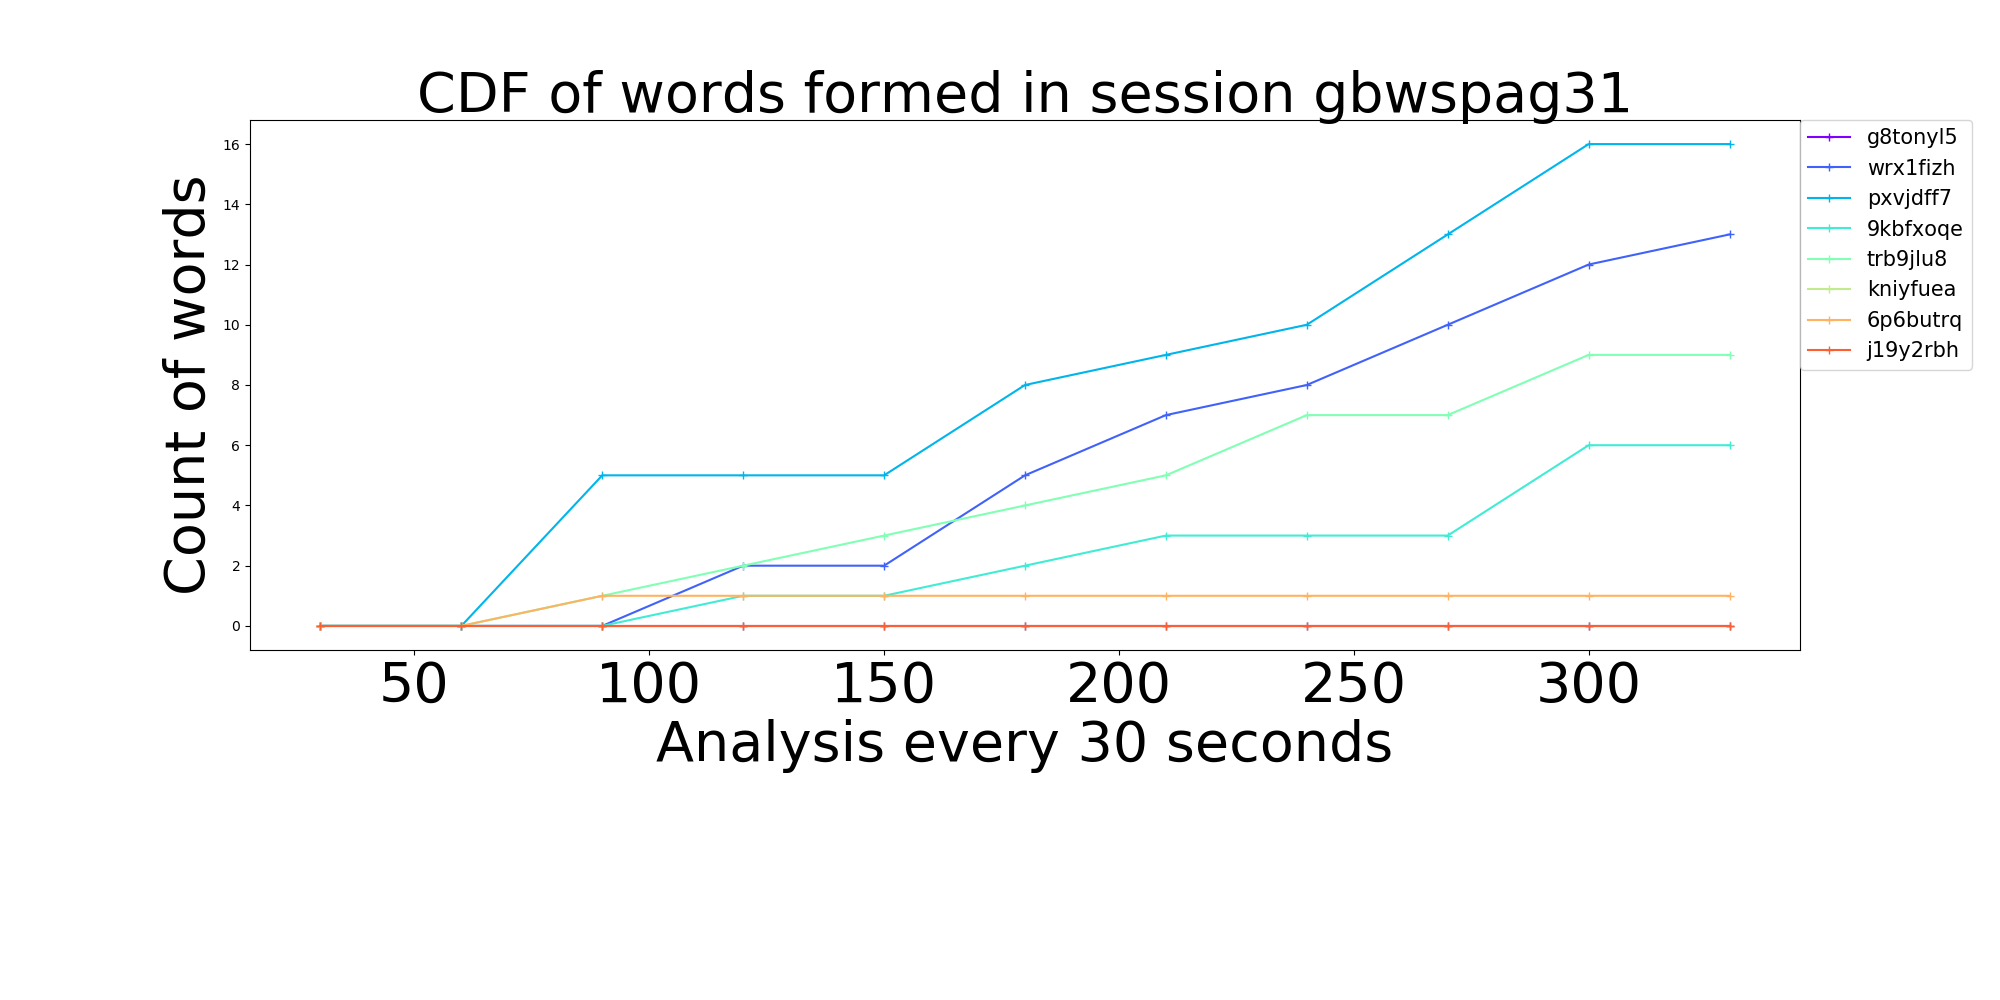 CDF of words formed in session gbwspag31
Count of words
16
14
12
10
8
6
4
2
0
50 100 150 200 250 300
Analysis every 30 seconds
g8tonyl5
wrx1fizh
pxvjdff7
9kbfxoqe
trb9jlu8
kniyfuea
6p6butrq
j19y2rbh